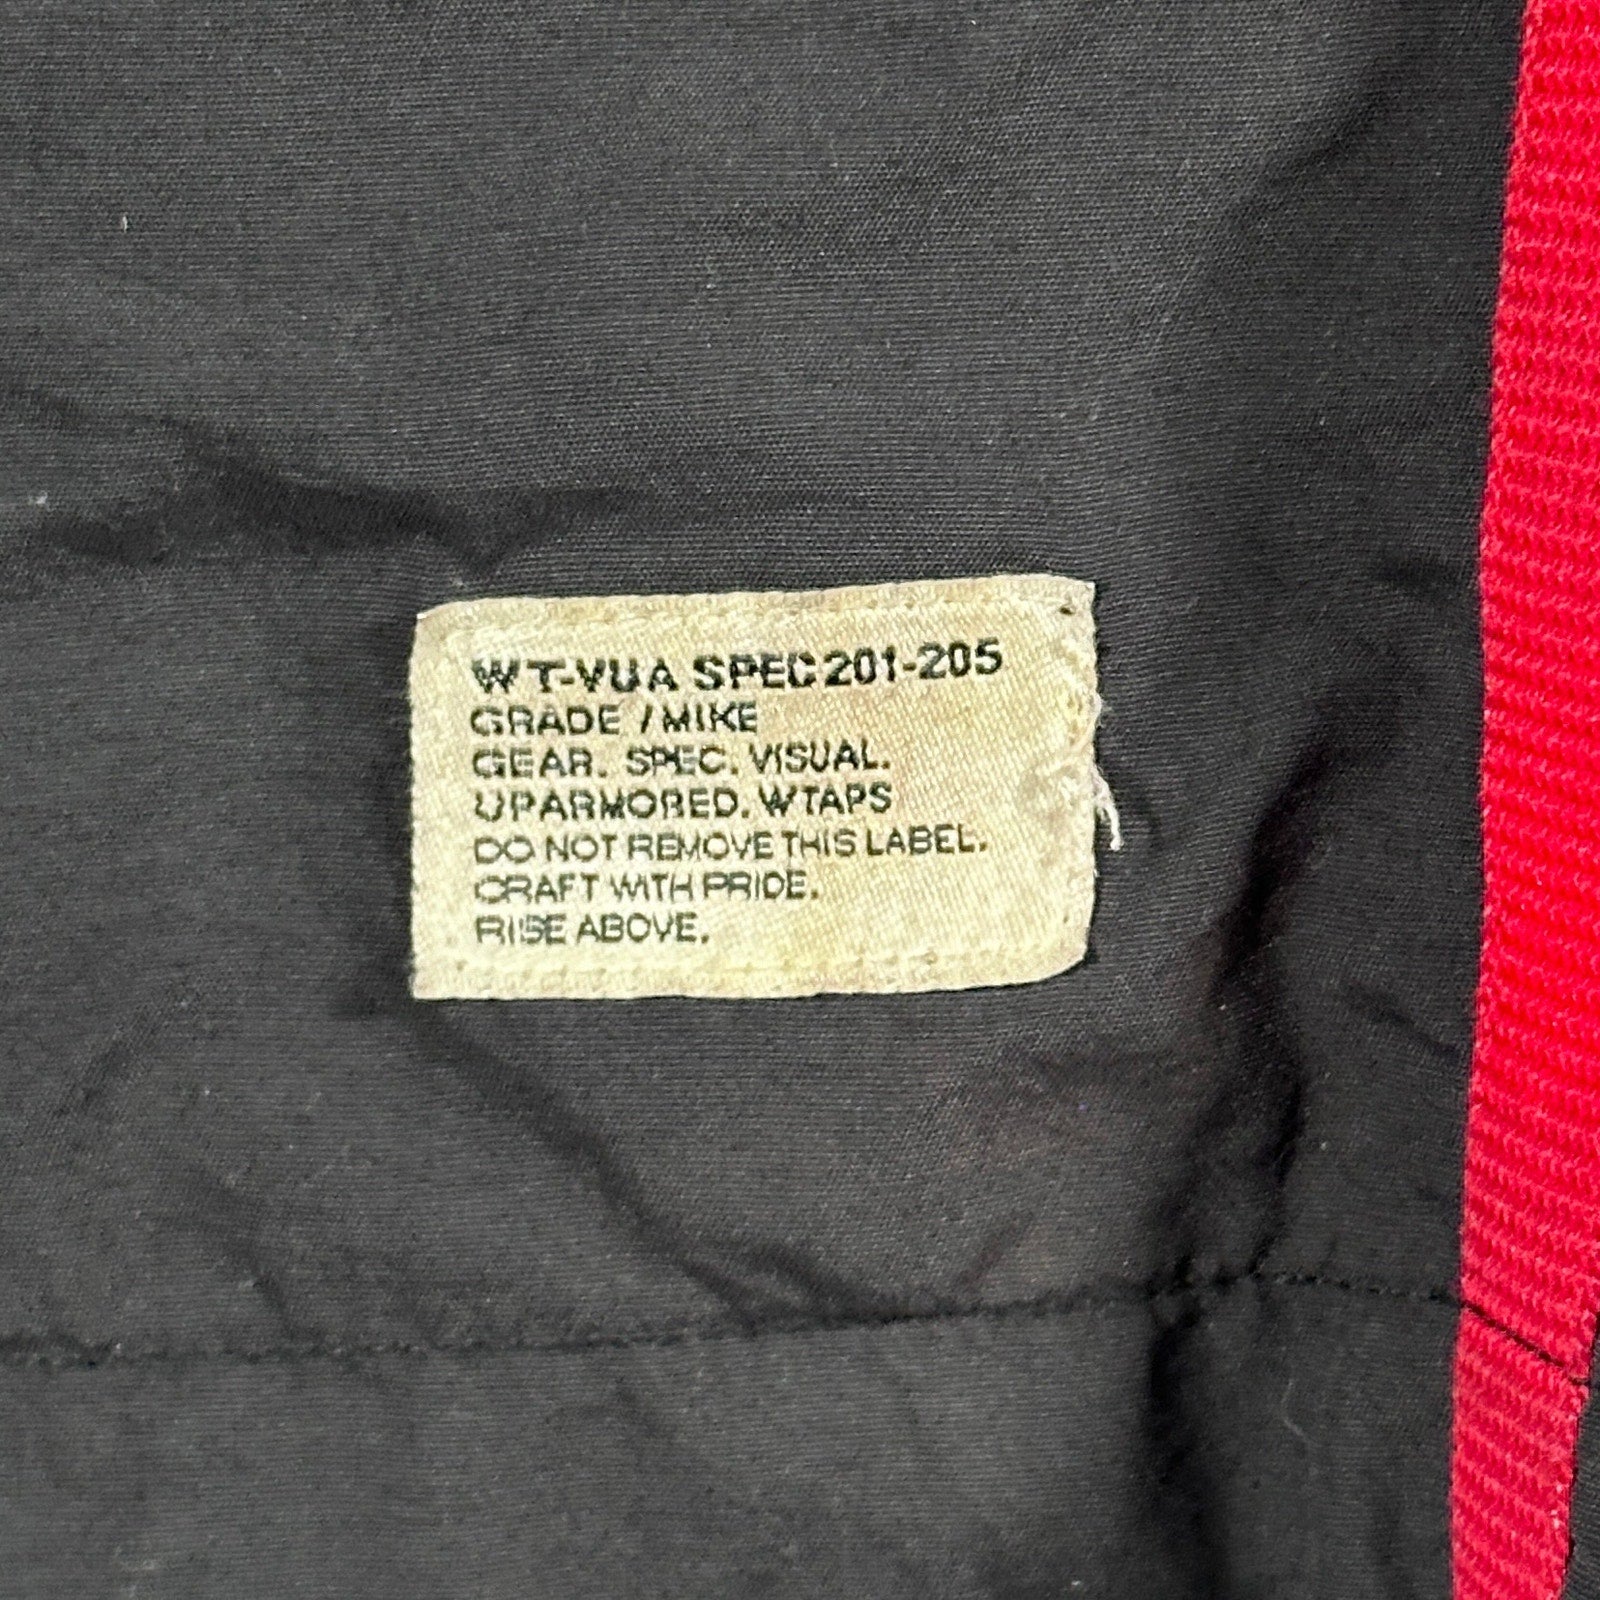 WT-VUA SPEC201-205
GRADE /MIKE
GEAR. SPEC. VISUAL.
UPARMORED. WTAPS
DO NOT REMOVE THIS LABEL.
CRAFT WITH PRIDE.
RISE ABOVE.